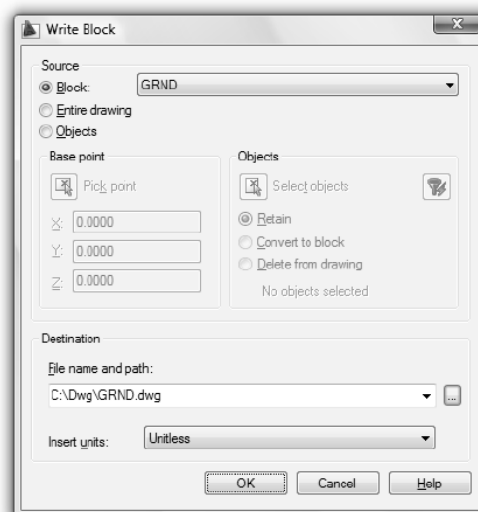 Write Block
Source
Block:
GRND
Entire drawing
Objects
Base point
Pick point
X: 0.0000
Y: 0.0000
Z: 0.0000
Objects
Select objects
Retain
Convert to block
Delete from drawing
No objects selected
Destination
File name and path:
C:\Dwg\GRND.dwg
...
Insert units:
Unitless
OK
Cancel
Help